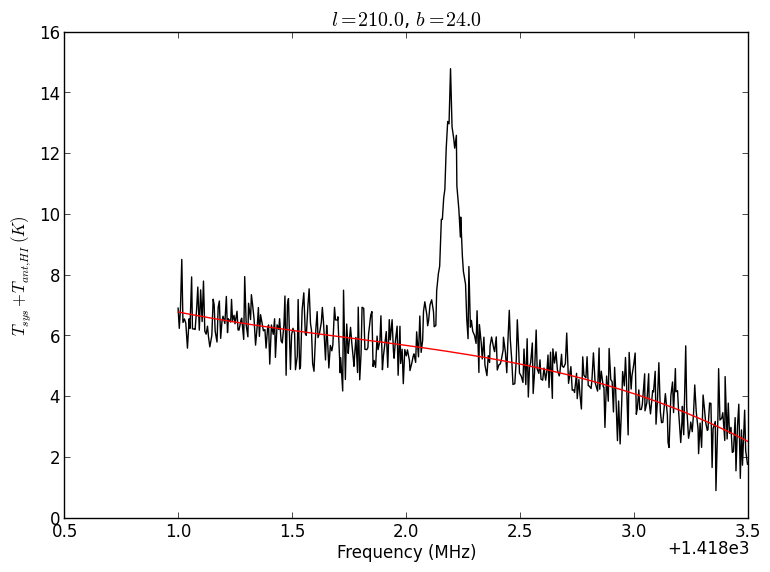 l = 210.0, b = 24.0
T_sys + T_ant,HI (K)
16
14
12
10
8
6
4
2
0
0.5 1.0 1.5 2.0 2.5 3.0 3.5
Frequency (MHz)
+1.418e3